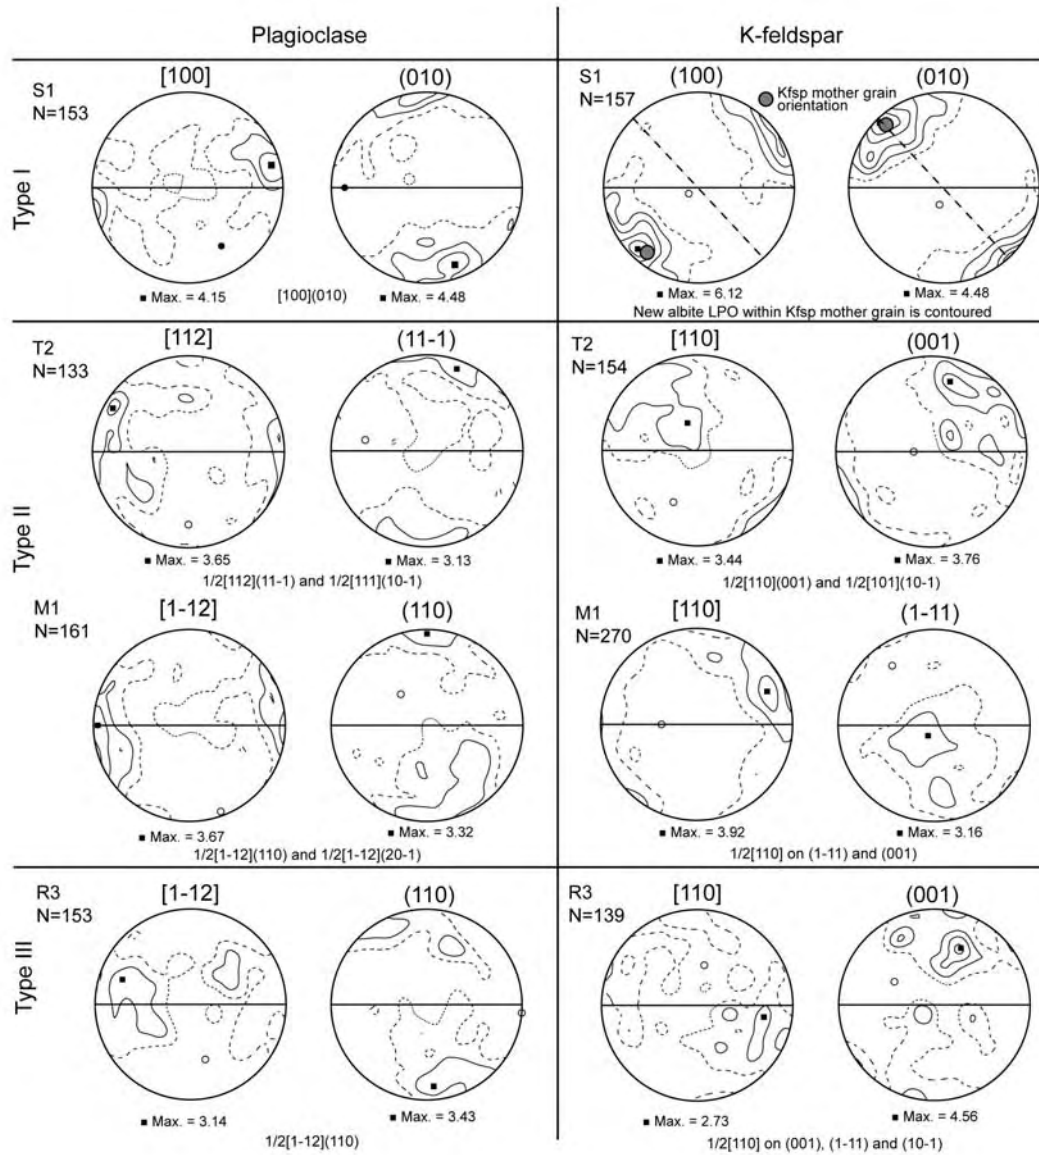 Plagioclase
K-feldspar
Type I
S1
N=153
[100]
(010)
■ Max. = 4.15
[100](010)
■ Max. = 4.48
S1
N=157
(100)
Kfsp mother grain
orientation
(010)
■ Max. = 6.12
■ Max. = 4.48
New albite LPO within Kfsp mother grain is contoured
Type II
T2
N=133
[112]
(11-1)
■ Max. = 3.65
■ Max. = 3.13
1/2[112](11-1) and 1/2[111](10-1)
T2
N=154
[110]
(001)
■ Max. = 3.44
■ Max. = 3.76
1/2[110](001) and 1/2[101](10-1)
M1
N=161
[1-12]
(110)
■ Max. = 3.67
■ Max. = 3.32
1/2[1-12](110) and 1/2[1-12](20-1)
M1
N=270
[110]
(1-11)
■ Max. = 3.92
■ Max. = 3.16
1/2[110] on (1-11) and (001)
Type III
R3
N=153
[1-12]
(110)
■ Max. = 3.14
■ Max. = 3.43
1/2[1-12](110)
R3
N=139
[110]
(001)
■ Max. = 2.73
■ Max. = 4.56
1/2[110] on (001), (1-11) and (10-1)